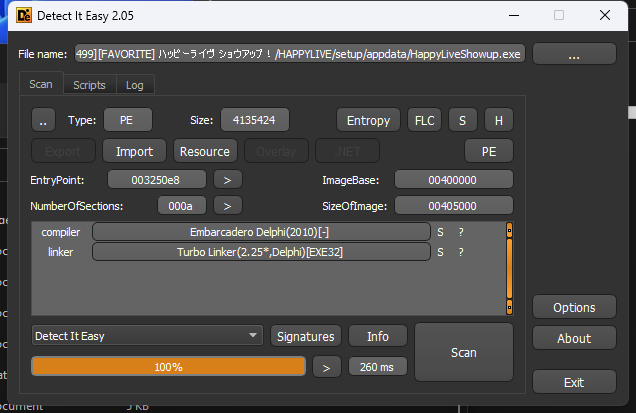 Detect It Easy 2.05
File name: 499][FAVORITE] ハッピーライヴ ショウアップ！/HAPPYLIVE/setup/appdata/HappyLiveShowup.exe ...
Scan Scripts Log
.. Type: PE Size: 4135424 Entropy FLC S H
Export Import Resource Overlay .NET PE
EntryPoint: 003250e8 > ImageBase: 00400000
NumberOfSections: 000a > SizeOfImage: 00405000
compiler Embarcadero Delphi(2010)[-] S ?
linker Turbo Linker(2.25*,Delphi)[EXE32] S ?
Options
Detect It Easy Signatures Info Scan About
100% > 260 ms
Exit
5 KB